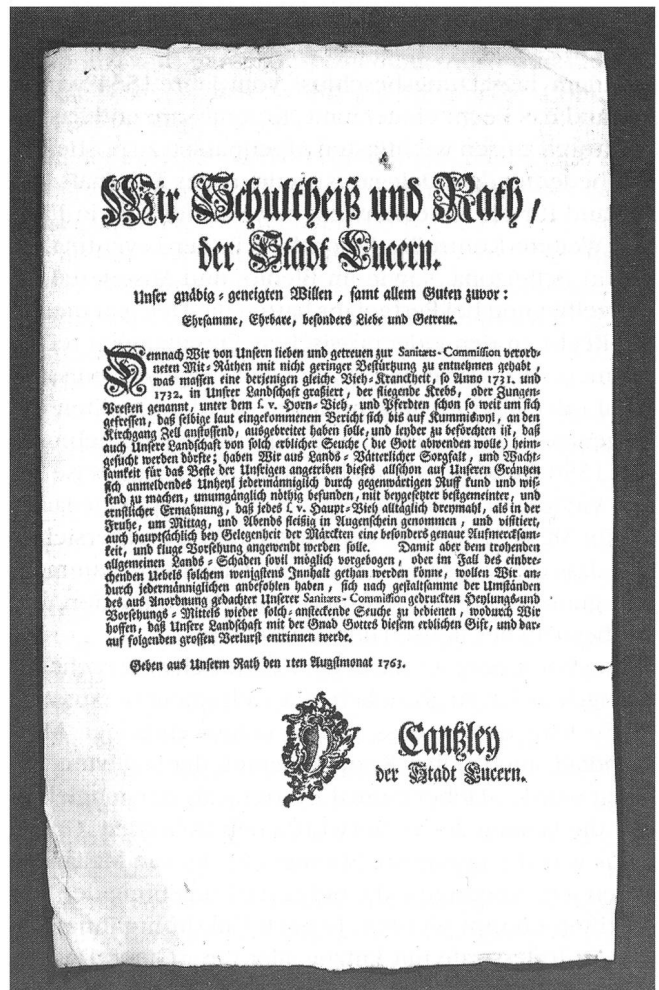 Wir Schultheiß und Rath,
der Stadt Lucern.
Unser gnädig-geneigten Willen, samt allem Guten zuvor:
Ehrsamme, Ehrbare, besonders Liebe und Getreue.
Demnach Wir von Unsern lieben und getreuen zur Sanitæts-Commission verord-
neten Mit-Räthen mit nicht geringer Bestürtzung zu entnehmen gehabt,
was massen eine derjenigen gleiche Vieh-Kranckheit, so Anno 1731. und
1732. in Unsrer Landschaft graßiert, der fliegende Krebs, oder Zungen-
Presten genannt, unter dem s. v. Horn-Vieh, und Pferdten schon so weit um sich
gefressen, daß selbige laut eingekommenem Bericht sich bis auf Rumiswyl, an den
Kirchgang Zell anstossend, ausgebreitet haben solle, und leyder zu beförchten ist, daß
auch Unsere Landschaft von solch erblicher Seuche (die Gott abwenden wolle) heim-
gesucht werden dörfte; haben Wir aus Lands-Vätterlicher Sorgfalt, und Wacht-
samkeit für das Beste der Unsrigen angetriben dieses allschon auf Unseren Gräntzen
sich anmeldendes Unheyl jedermänniglich durch gegenwärtigen Ruff kund und wis-
send zu machen, unumgänglich nöthig befunden, mit beygesetzter bestgemeinter, und
ernstlicher Ermahnung, daß jedes s. v. Haupt-Vieh alltäglich dreymahl, als in der
Fruhe, um Mittag, und Abends fleißig in Augenschein genommen, und visitiert,
auch hauptsächlich bey Gelegenheit der Märckten eine besonders genaue Aufmercksam-
keit, und kluge Vorsehung angewendt werden solle. Damit aber dem trohenden
allgemeinen Lands-Schaden sovil möglich vorgebogen, oder im Fall des einbre-
chenden Uebels solchem wenigstens Innhalt gethan werden könne, wollen Wir an-
durch jedermänniglichen anbefohlen haben, sich nach gestaltsamme der Umständen
des aus Anordnung gedachter Unserer Sanitæts-Commission gedruckten Heylungs-und
Vorsehungs-Mittels wieder solch-ansteckende Seuche zu bedienen, wodurch Wir
hoffen, daß Unsere Landschaft mit der Gnad Gottes diesem erblichen Gift, und dar-
auf folgenden grossen Verlurst entrinnen werde.
Geben aus Unserm Rath den 1ten Augstmonat 1763.
Cantzley
der Stadt Lucern.